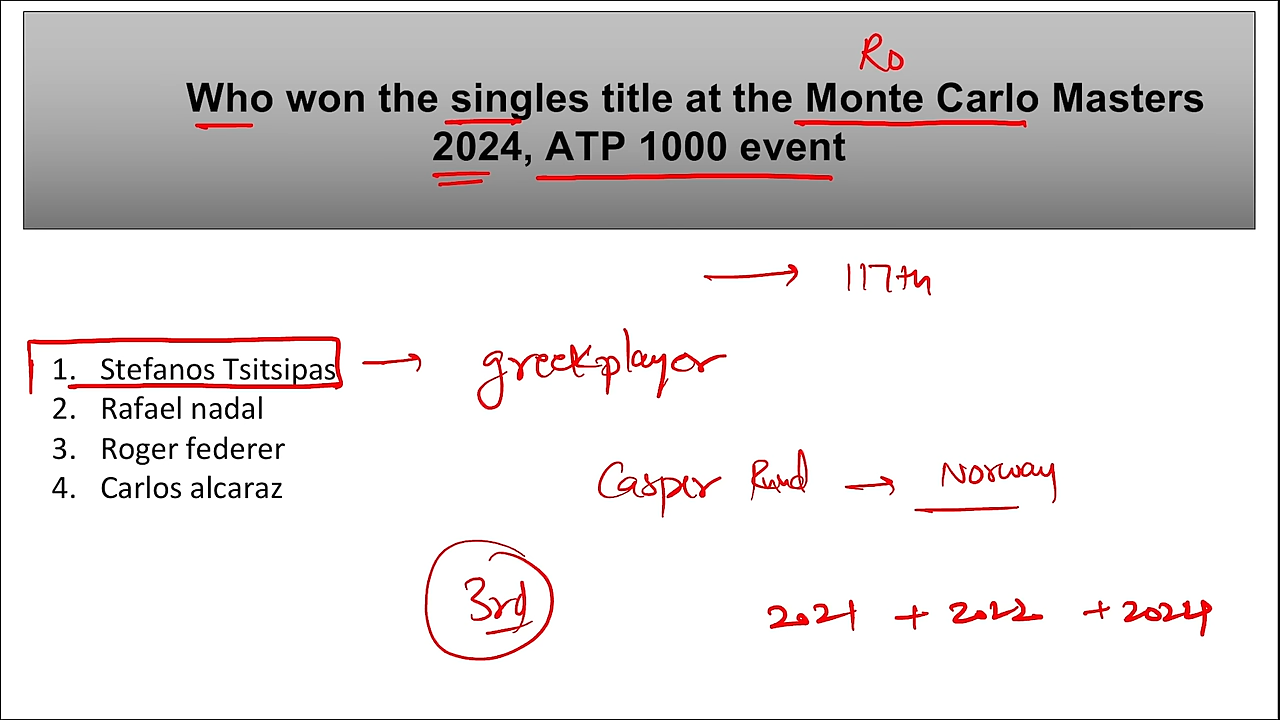 Ro
Who won the singles title at the Monte Carlo Masters
2024, ATP 1000 event
→ 117th
1. Stefanos Tsitsipas → greekplayor
2. Rafael nadal
3. Roger federer
4. Carlos alcaraz
Casper Ruud → Norway
3rd
2021 + 2022 + 2024